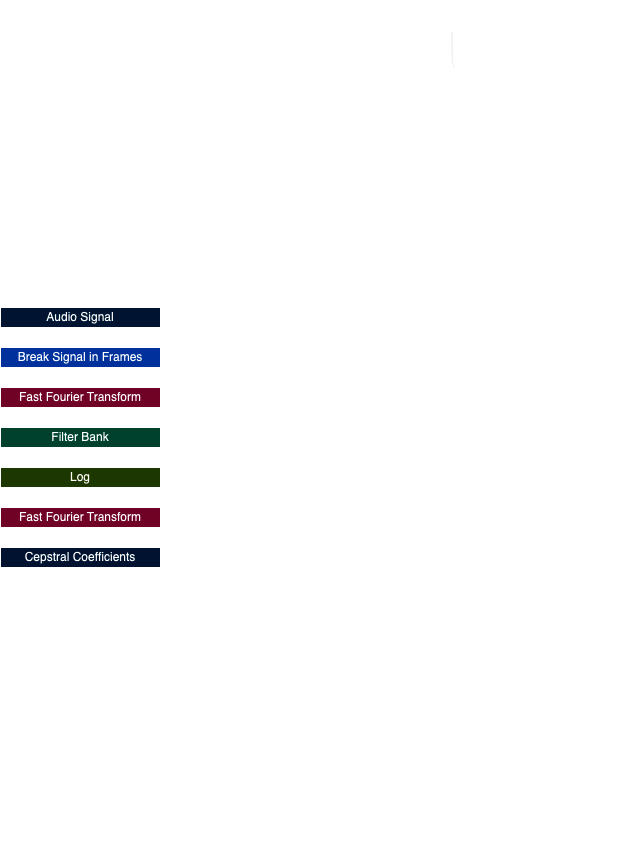 Audio Signal
Break Signal in Frames
Fast Fourier Transform
Filter Bank
Log
Fast Fourier Transform
Cepstral Coefficients